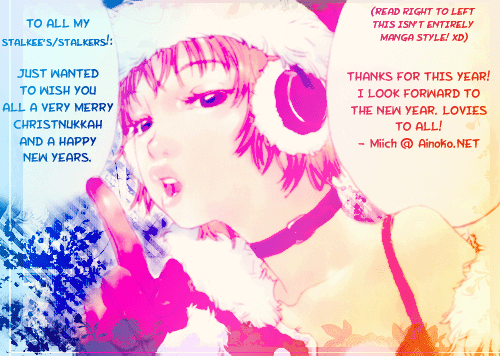 TO ALL MY
STALKEE'S/STALKERS!:
JUST WANTED
TO WISH YOU
ALL A VERY MERRY
CHRISTNUKKAH
AND A HAPPY
NEW YEARS.
(READ RIGHT TO LEFT
THIS ISN'T ENTIRELY
MANGA STYLE! XD)
THANKS FOR THIS YEAR!
I LOOK FORWARD TO
THE NEW YEAR. LOVIES
TO ALL!
- Miich @ Ainoko.NET